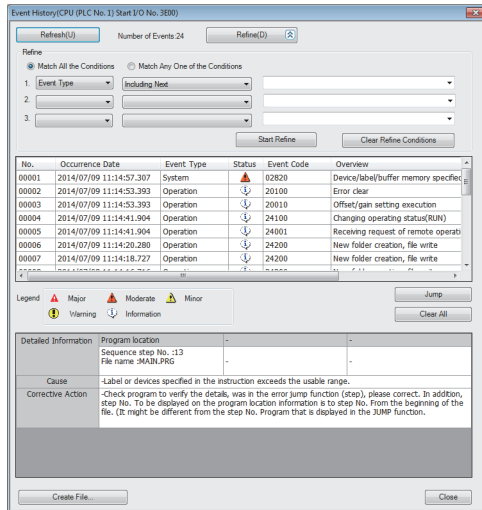 Event History(CPU (PLC No. 1) Start I/O No. 3E00)
Refresh(U) Number of Events:24 Refine(D)
Refine
Match All the Conditions Match Any One of the Conditions
1. Event Type Including Next
2.
3.
Start Refine Clear Refine Conditions
No. Occurrence Date Event Type Status Event Code Overview
00001 2014/07/09 11:14:57.307 System 02820 Device/label/buffer memory specified
00002 2014/07/09 11:14:53.393 Operation 20100 Error clear
00003 2014/07/09 11:14:53.393 Operation 20010 Offset/gain setting execution
00004 2014/07/09 11:14:41.904 Operation 24100 Changing operating status(RUN)
00005 2014/07/09 11:14:41.904 Operation 24001 Receiving request of remote operati
00006 2014/07/09 11:14:20.280 Operation 24200 New folder creation, file write
00007 2014/07/09 11:14:18.727 Operation 24200 New folder creation, file write
Legend Major Moderate Minor
Warning Information
Jump
Clear All
Detailed Information Program location - -
Sequence step No. :13
File name :MAIN.PRG - -
Cause -Label or devices specified in the instruction exceeds the usable range.
Corrective Action -Check program to verify the details, was in the error jump function (step), please correct. In addition,
step No. To be displayed on the program location information is to step No. From the beginning of the
file. (It might be different from the step No. Program that is displayed in the JUMP function.
Create File... Close